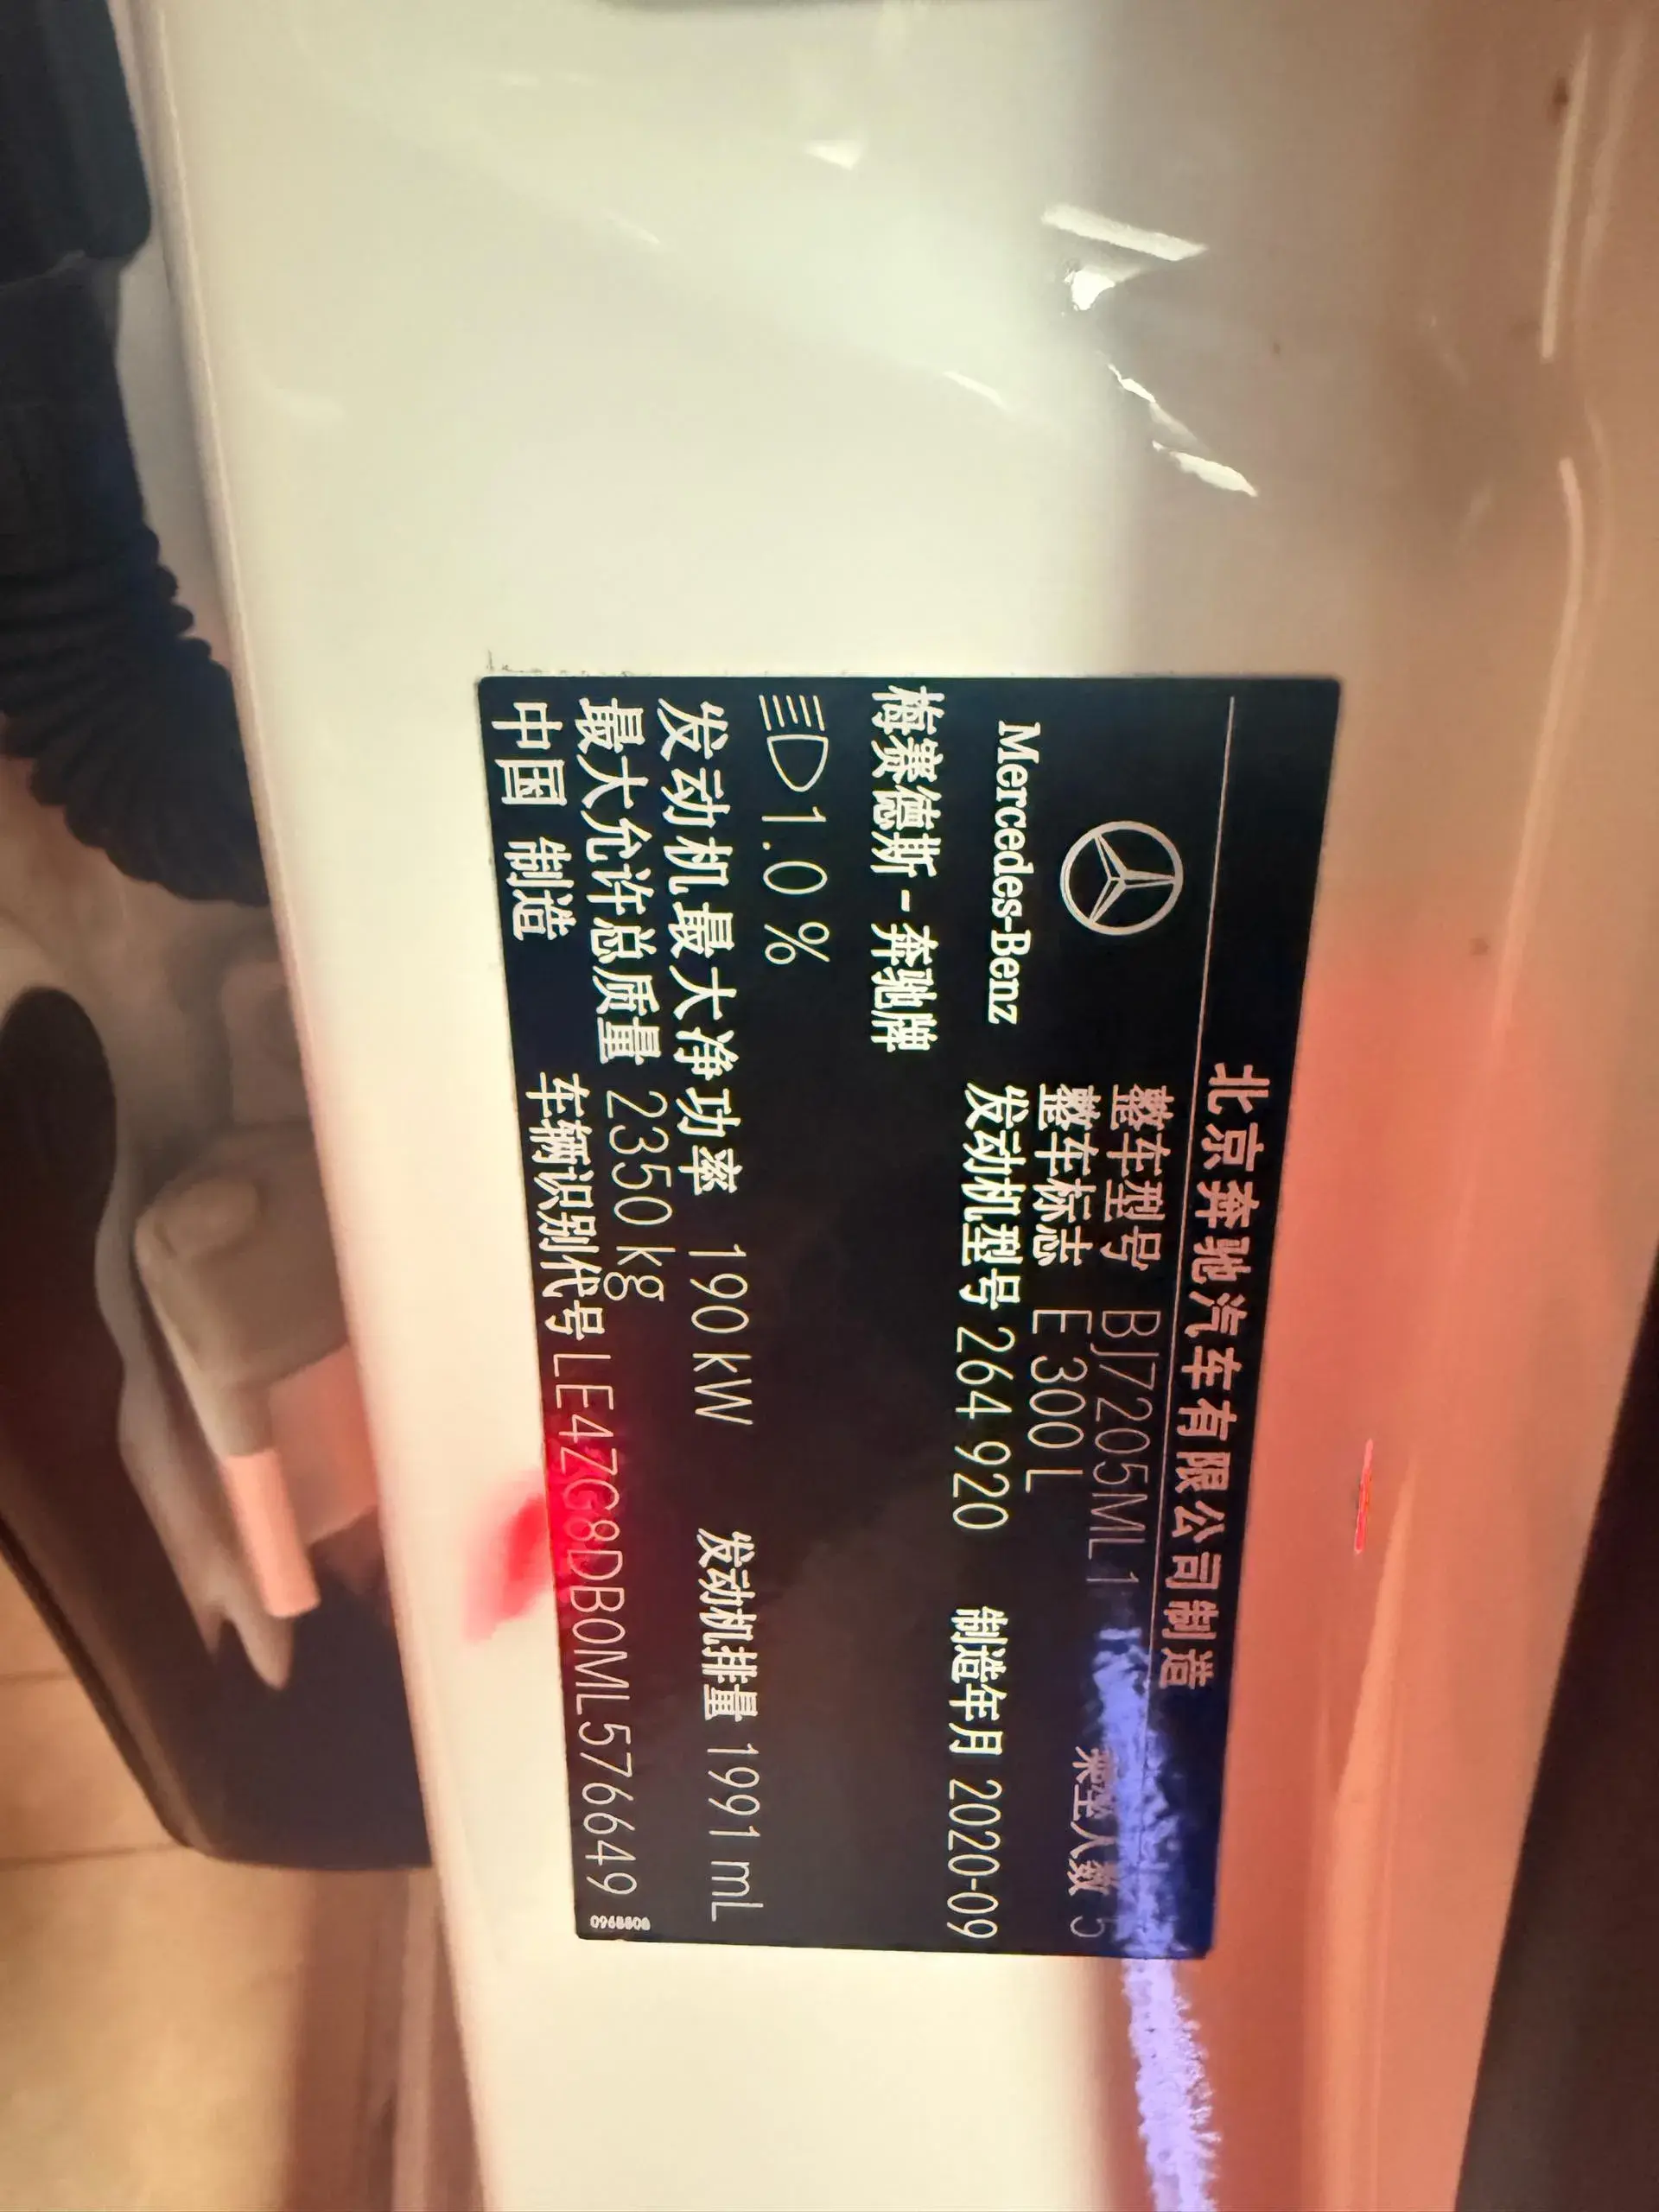 北京奔驰汽车有限公司制造
整车型号 BJ7205ML1
整车标志 E 300 L 乘坐人数 5
Mercedes-Benz 发动机型号 264 920 制造年月 2020-09
梅赛德斯-奔驰牌
1.0 %
发动机最大净功率 190 kW 发动机排量 1991 mL
最大允许总质量 2350 kg
中国 制造 车辆识别代号 LE4ZG8DB0ML576649